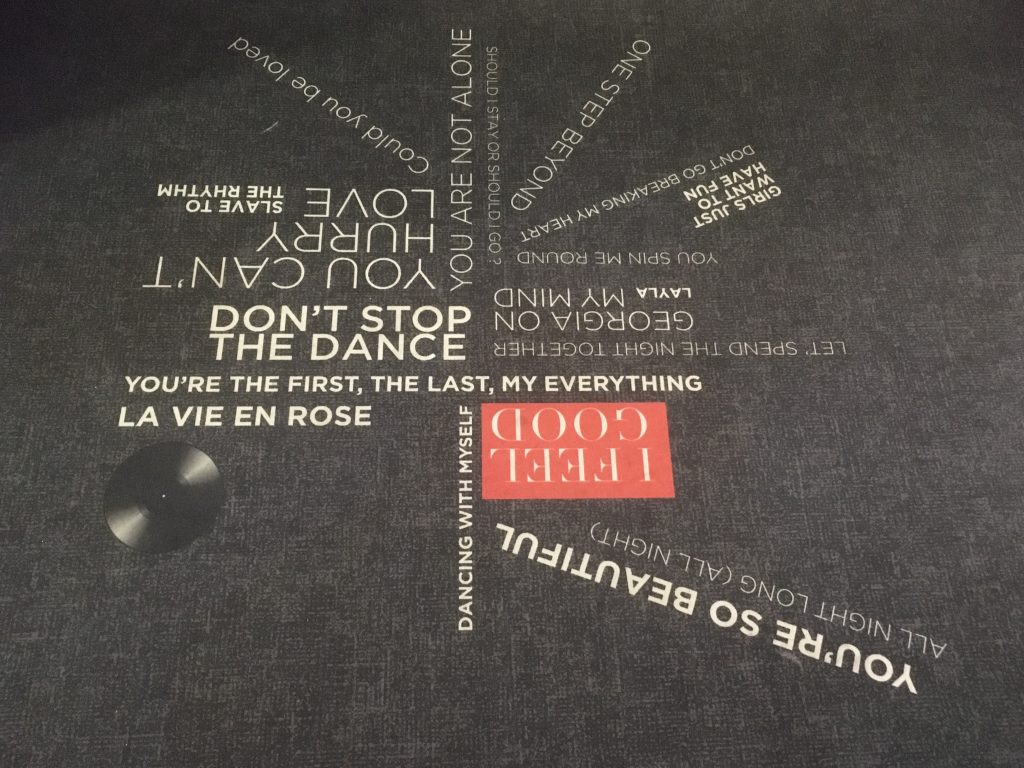 Could you be loved
YOU ARE NOT ALONE
SHOULD I STAY OR SHOULD I GO?
ONE STEP BEYOND
DON'T GO BREAKING MY HEART
GIRLS JUST
WANT TO
HAVE FUN
SLAVE TO
THE RHYTHM
YOU CAN'T
HURRY
LOVE
YOU SPIN ME ROUND
GEORGIA ON
MY MIND
LAYLA
LET' SPEND THE NIGHT TOGETHER
DON'T STOP
THE DANCE
YOU'RE THE FIRST, THE LAST, MY EVERYTHING
LA VIE EN ROSE
DANCING WITH MYSELF
I FEEL
GOOD
YOU'RE SO BEAUTIFUL
ALL NIGHT LONG (ALL NIGHT)